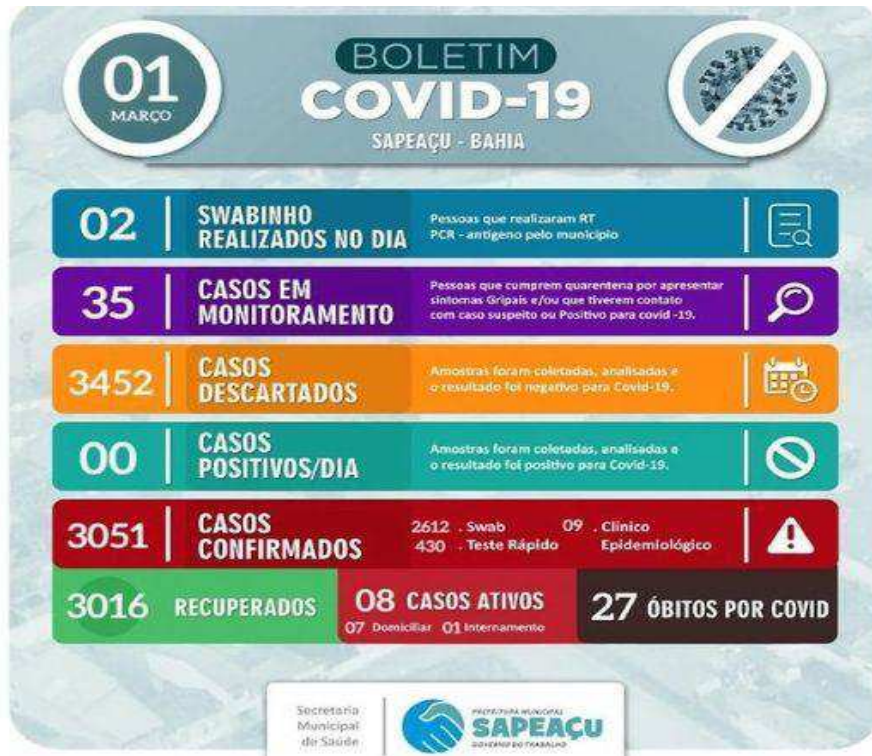 01
MARÇO
BOLETIM
COVID-19
SAPEAÇU - BAHIA
02
SWABINHO
REALIZADOS NO DIA
Pessoas que realizaram RT
PCR - antígeno pelo município
35
CASOS EM
MONITORAMENTO
Pessoas que cumprem quarentena por apresentar
sintomas Gripais e/ou que tiverem contato
com caso suspeito ou Positivo para covid -19.
3452
CASOS
DESCARTADOS
Amostras foram coletadas, analisadas e
o resultado foi negativo para Covid-19.
00
CASOS
POSITIVOS/DIA
Amostras foram coletadas, analisadas e
o resultado foi positivo para Covid-19.
3051
CASOS
CONFIRMADOS
2612 . Swab
430 . Teste Rápido
09 . Clínico
Epidemiológico
3016 RECUPERADOS
08 CASOS ATIVOS
07 Domiciliar 01 Internamento
27 ÓBITOS POR COVID
Secretaria
Municipal
de Saúde
PREFEITURA MUNICIPAL
SAPEAÇU
GOVERNO DO TRABALHO